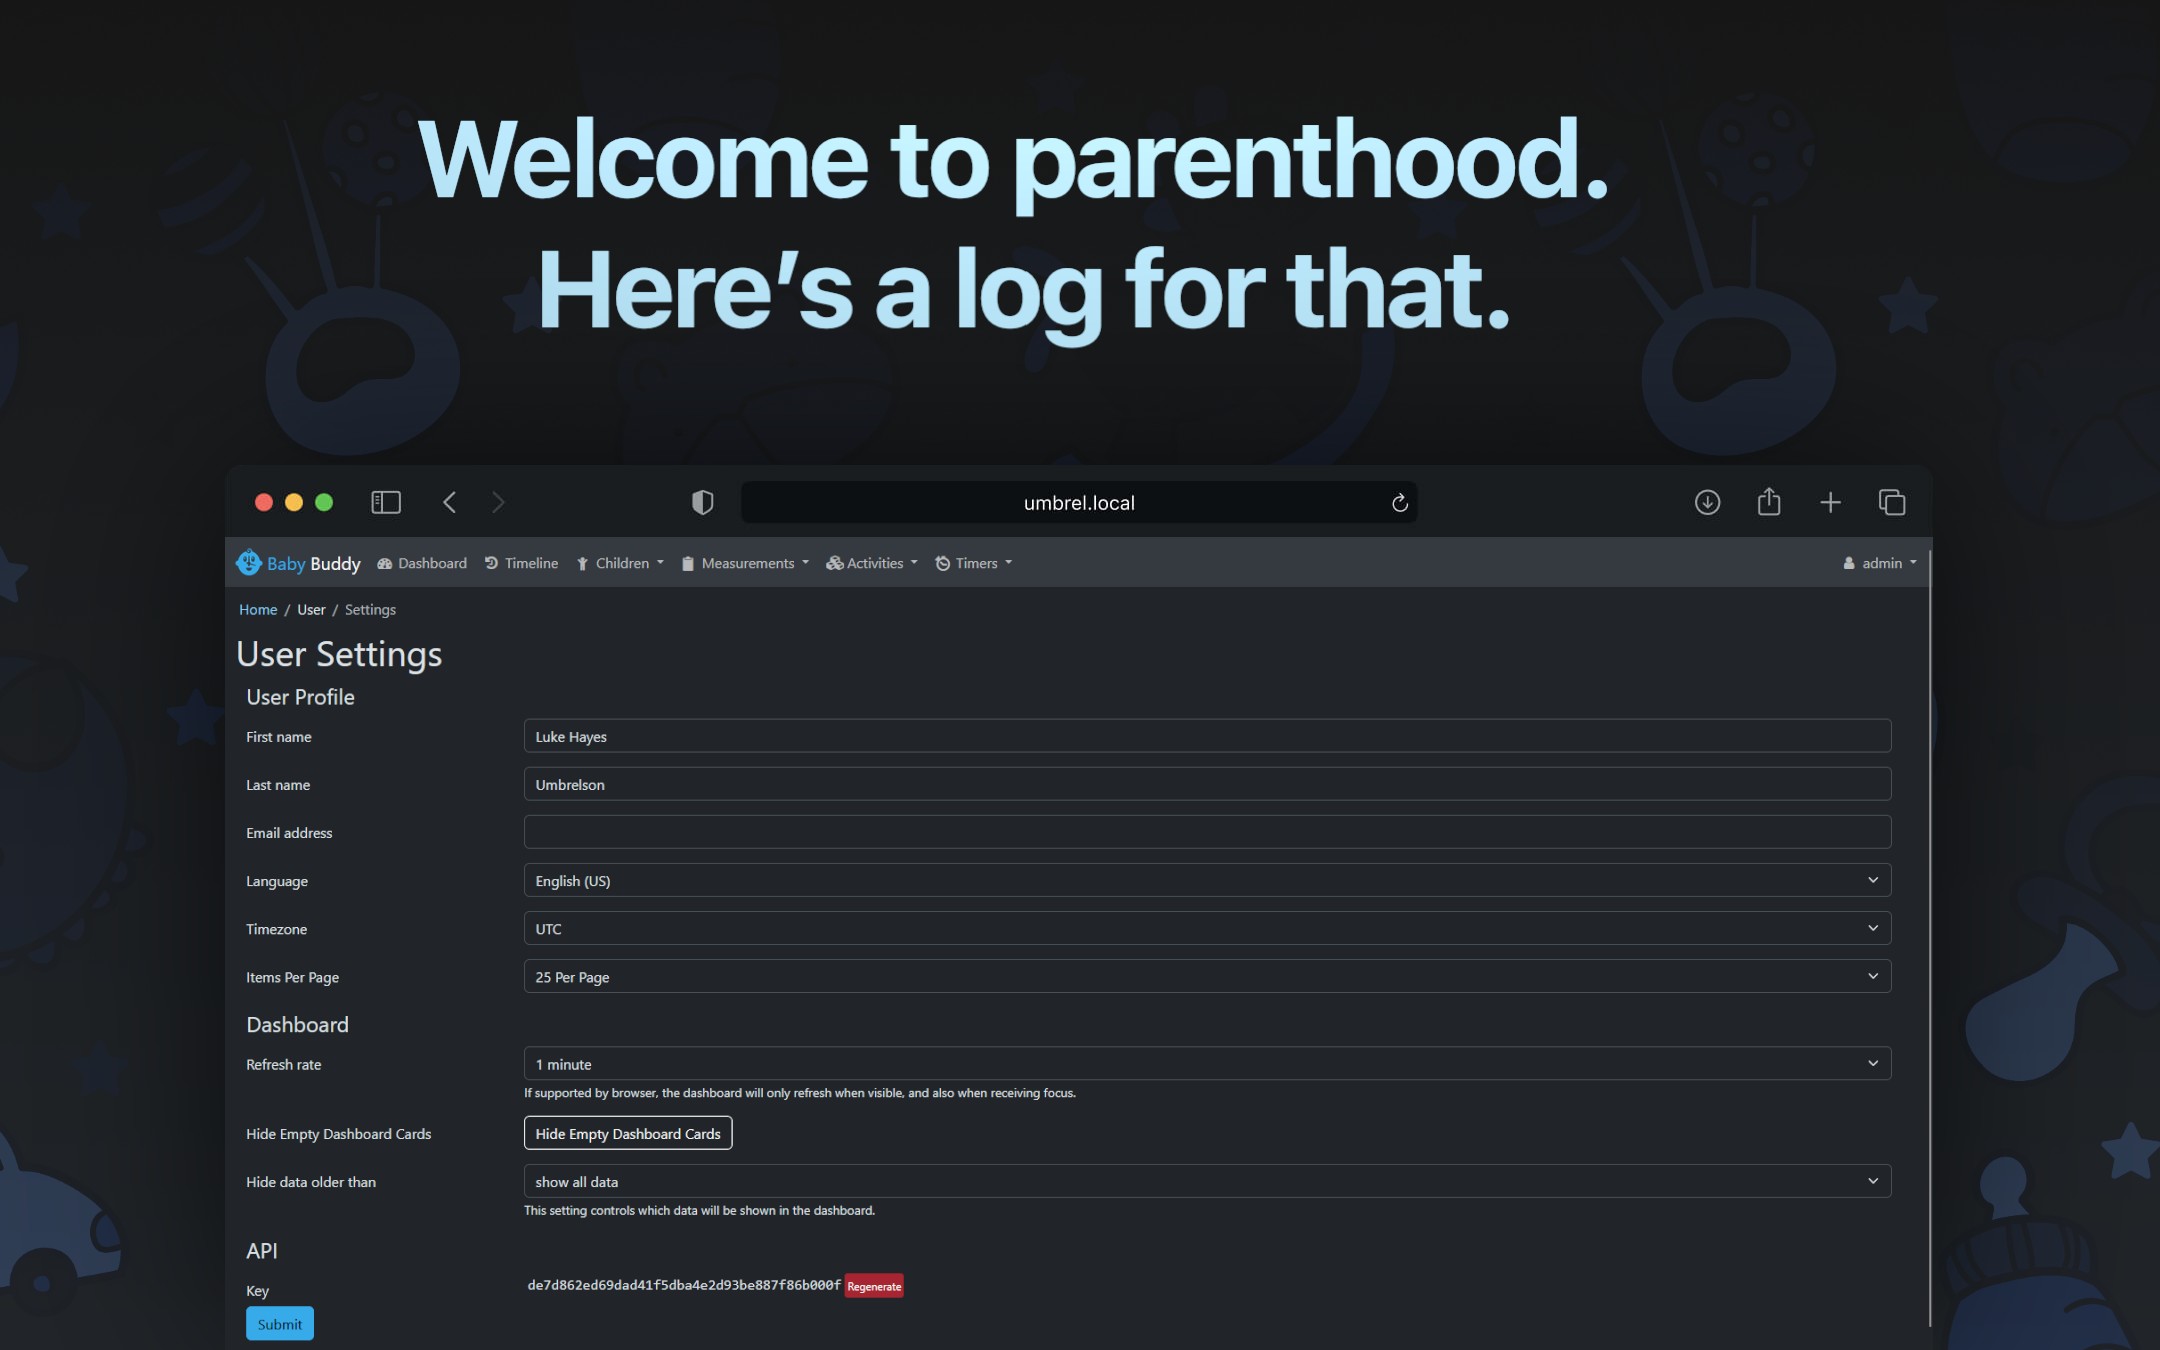 Welcome to parenthood.
Here’s a log for that.
umbrel.local
Baby Buddy Dashboard Timeline Children Measurements Activities Timers admin
Home / User / Settings
User Settings
User Profile
First name Luke Hayes
Last name Umbrelson
Email address
Language English (US)
Timezone UTC
Items Per Page 25 Per Page
Dashboard
Refresh rate 1 minute
If supported by browser, the dashboard will only refresh when visible, and also when receiving focus.
Hide Empty Dashboard Cards Hide Empty Dashboard Cards
Hide data older than show all data
This setting controls which data will be shown in the dashboard.
API
Key de7d862ed69dad41f5dba4e2d93be887f86b000f Regenerate
Submit